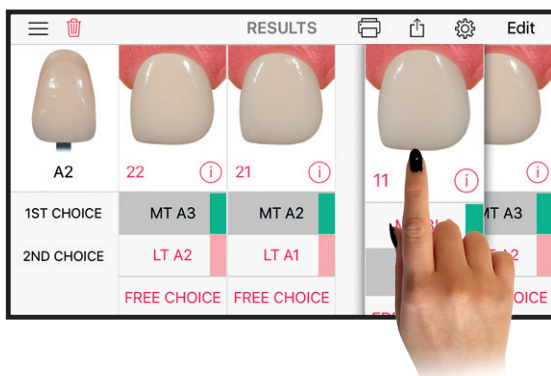 RESULTS Edit
A2 22 i 21 i 11 i i
1ST CHOICE MT A3 MT A2 MT A3
2ND CHOICE LT A2 LT A1
FREE CHOICE FREE CHOICE